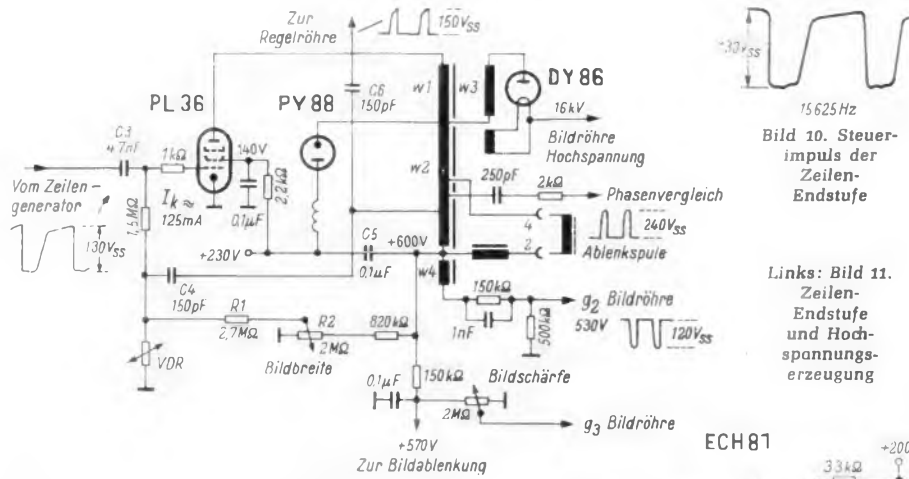 Zur
Regelröhre
150Vss
PL 36
PY 88
DY 86
C6
150pF
w1
w3
w2
16kV
Bildröhre
Hochspannung
C3
4,7nF
1kΩ
140V
2,2kΩ
0,1µF
Vom Zeilen-
generator
Ik ≈
125mA
1,5MΩ
130Vss
250pF
2kΩ
Phasenvergleich
4
2
240Vss
Ablenkspule
+230V
C5
0,1µF
+600V
w4
C4
150pF
150kΩ
1nF
g2 Bildröhre
530V
500kΩ
120Vss
R1
2,7MΩ
R2
2MΩ
820kΩ
Bildbreite
VDR
150kΩ
0,1µF
Bildschärfe
2MΩ
g3 Bildröhre
+570V
Zur Bildablenkung
15625Hz
Bild 10. Steuer-
impuls der
Zeilen-
Endstufe
Links: Bild 11.
Zeilen-
Endstufe
und Hoch-
spannungs-
erzeugung
ECH 81
+200
33kΩ